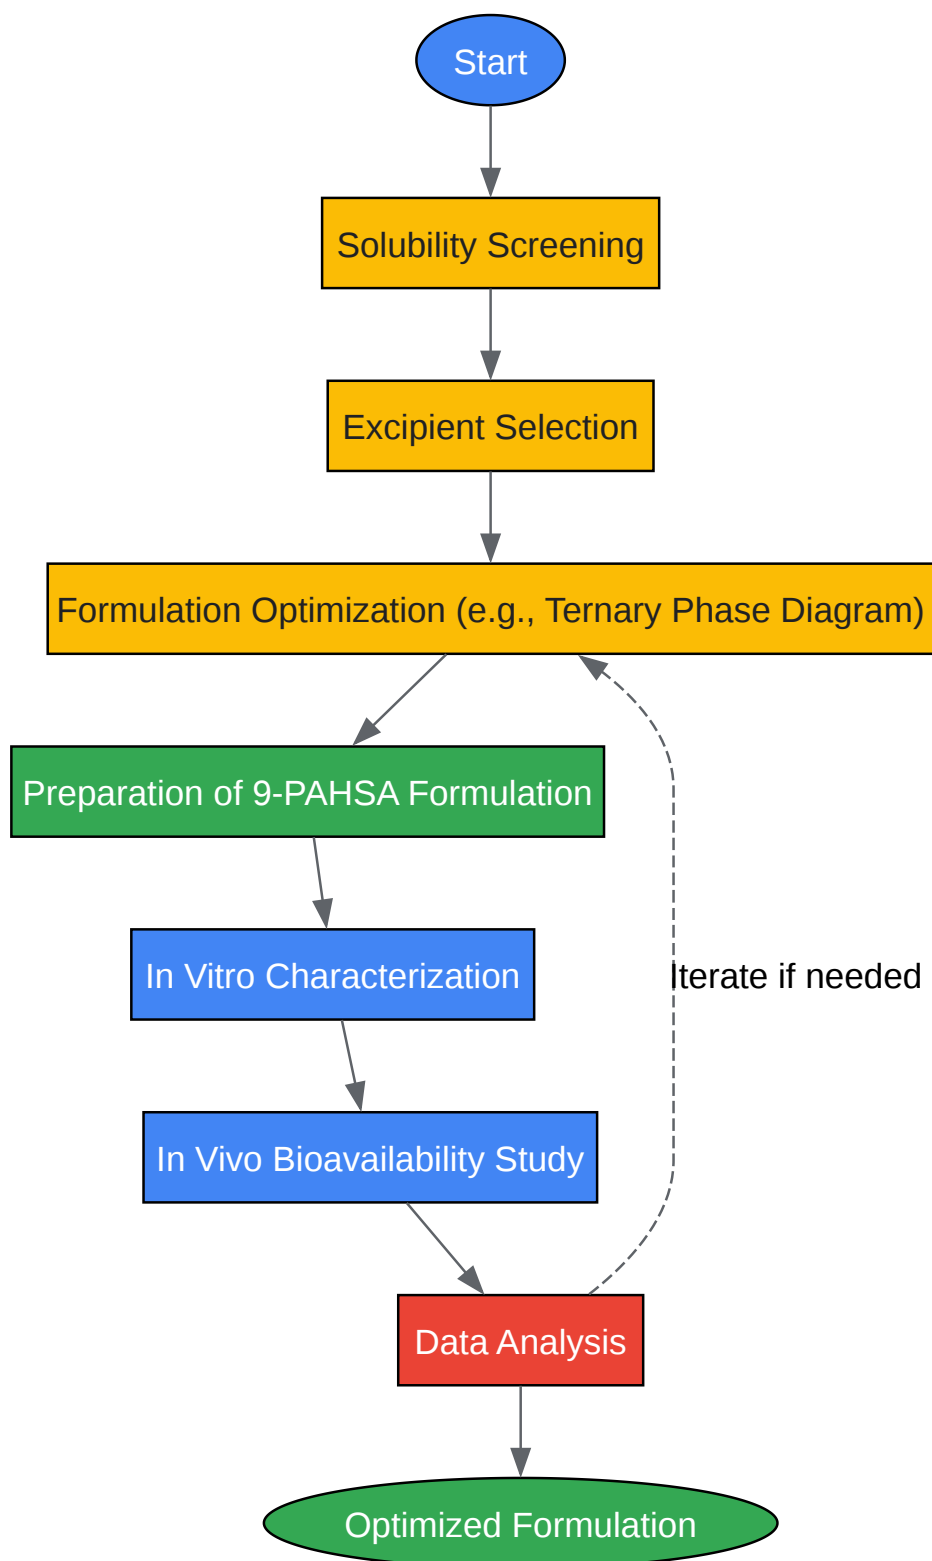 Start
Solubility Screening
Excipient Selection
Formulation Optimization (e.g., Ternary Phase Diagram)
Preparation of 9-PAHSA Formulation
In Vitro Characterization
Iterate if needed
In Vivo Bioavailability Study
Data Analysis
Optimized Formulation